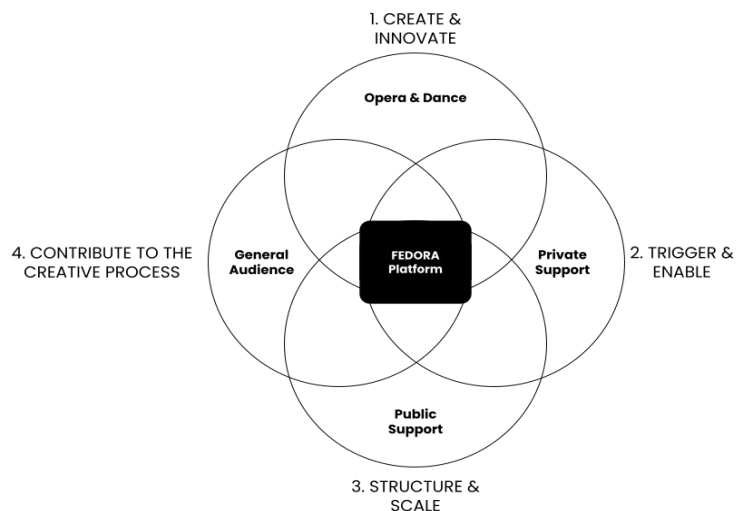 1. CREATE &
INNOVATE
Opera & Dance
4. CONTRIBUTE TO THE
CREATIVE PROCESS
General
Audience
FEDORA
Platform
Private
Support
2. TRIGGER &
ENABLE
Public
Support
3. STRUCTURE &
SCALE